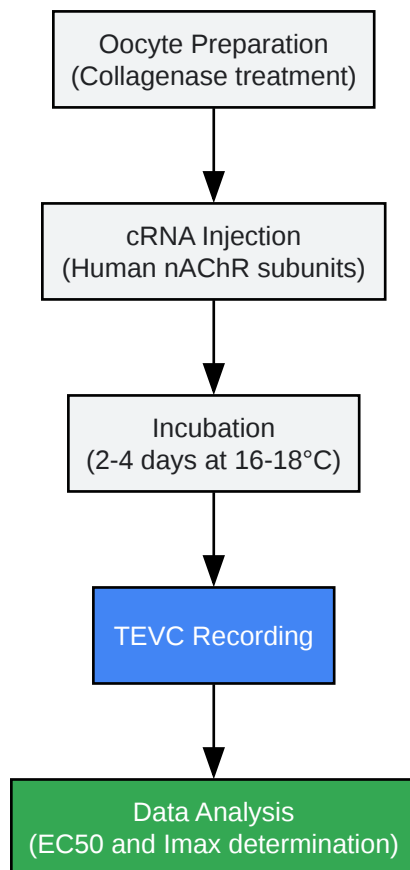 Oocyte Preparation
(Collagenase treatment)
cRNA Injection
(Human nAChR subunits)
Incubation
(2-4 days at 16-18°C)
TEVC Recording
Data Analysis
(EC50 and Imax determination)